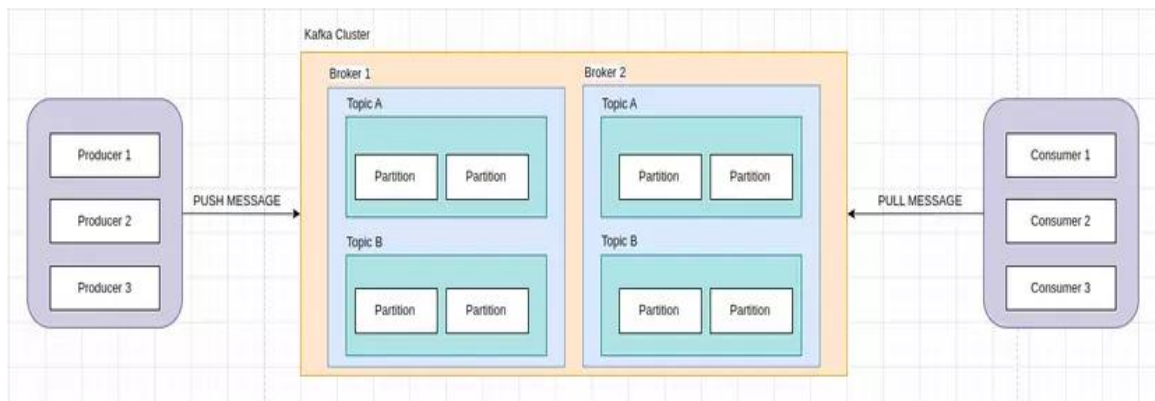 Kafka Cluster
Broker 1
Broker 2
Topic A
Topic A
Producer 1
Partition
Partition
Partition
Partition
Consumer 1
PUSH MESSAGE
PULL MESSAGE
Producer 2
Consumer 2
Topic B
Topic B
Producer 3
Partition
Partition
Partition
Partition
Consumer 3